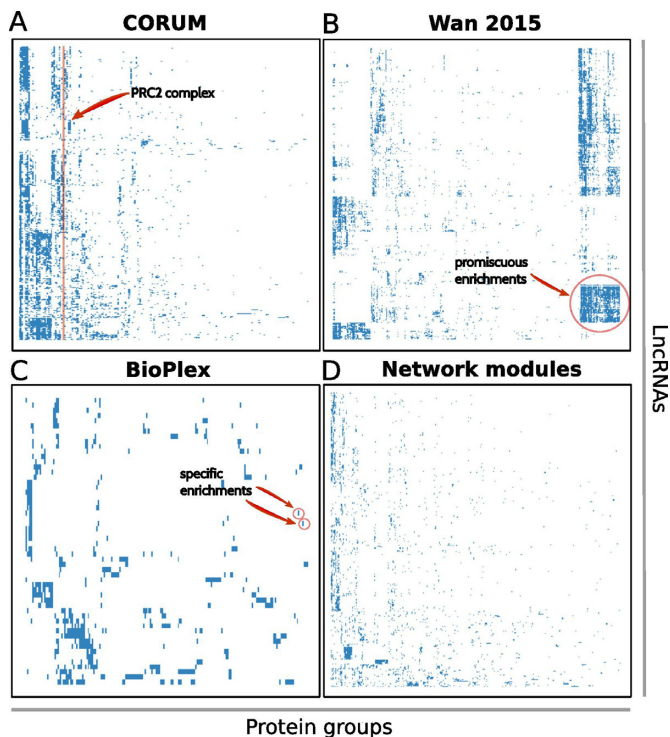 A
CORUM
PRC2 complex
B
Wan 2015
promiscuous
enrichments
C
BioPlex
specific
enrichments
D
Network modules
LncRNAs
Protein groups